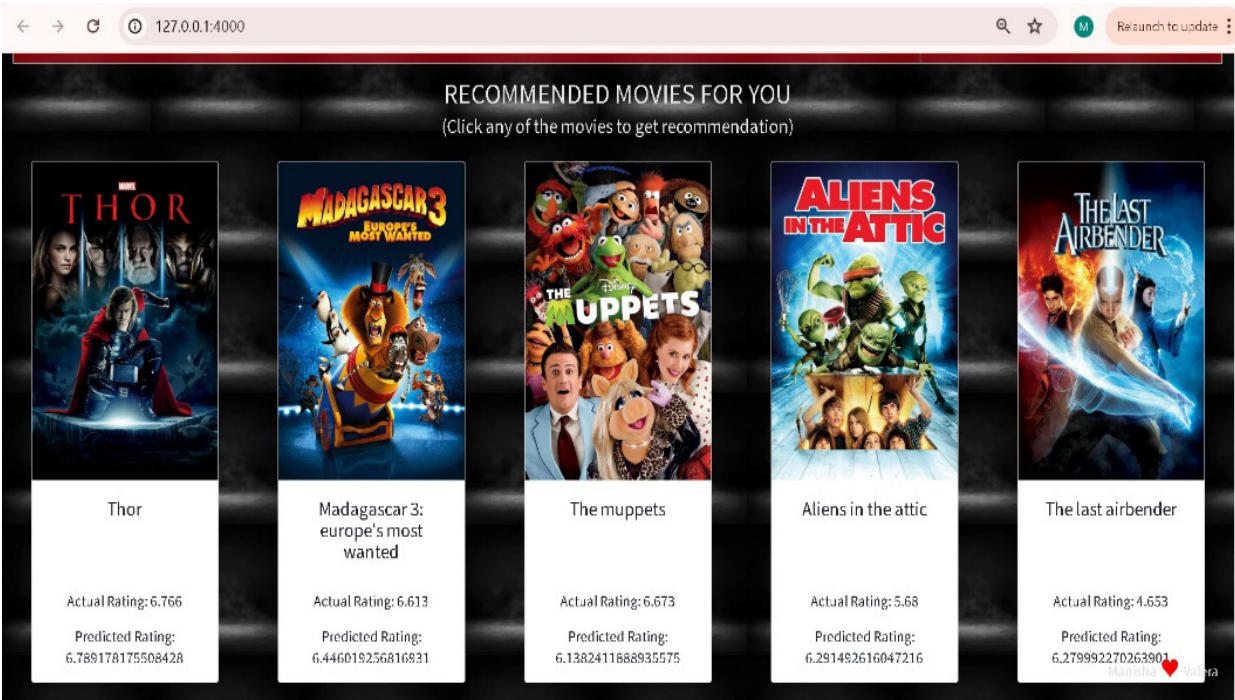 127.0.0.1:4000
M
Relaunch to update
RECOMMENDED MOVIES FOR YOU
(Click any of the movies to get recommendation)
MARVEL
THOR
MADAGASCAR 3
EUROPE'S
MOST WANTED
Disney
THE
MUPPETS
ALIENS
IN THE ATTIC
THE LAST
AIRBENDER
Thor
Madagascar 3:
europe's most
wanted
The muppets
Aliens in the attic
The last airbender
Actual Rating: 6.766
Actual Rating: 6.613
Actual Rating: 6.673
Actual Rating: 5.68
Actual Rating: 4.653
Predicted Rating:
6.789178175508428
Predicted Rating:
6.446019256816931
Predicted Rating:
6.1382411888935575
Predicted Rating:
6.291492616047216
Predicted Rating:
6.279992270263901
Manisha ❤ Valera